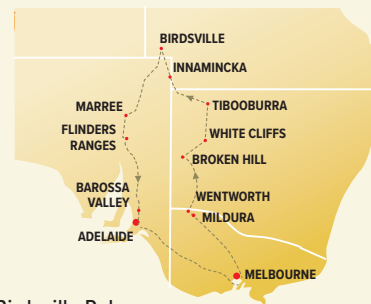 BIRDSVILLE
INNAMINCKA
MARREE
TIBOOBURRA
FLINDERS
RANGES
WHITE CLIFFS
BROKEN HILL
BAROSSA
VALLEY
WENTWORTH
MILDURA
ADELAIDE
MELBOURNE